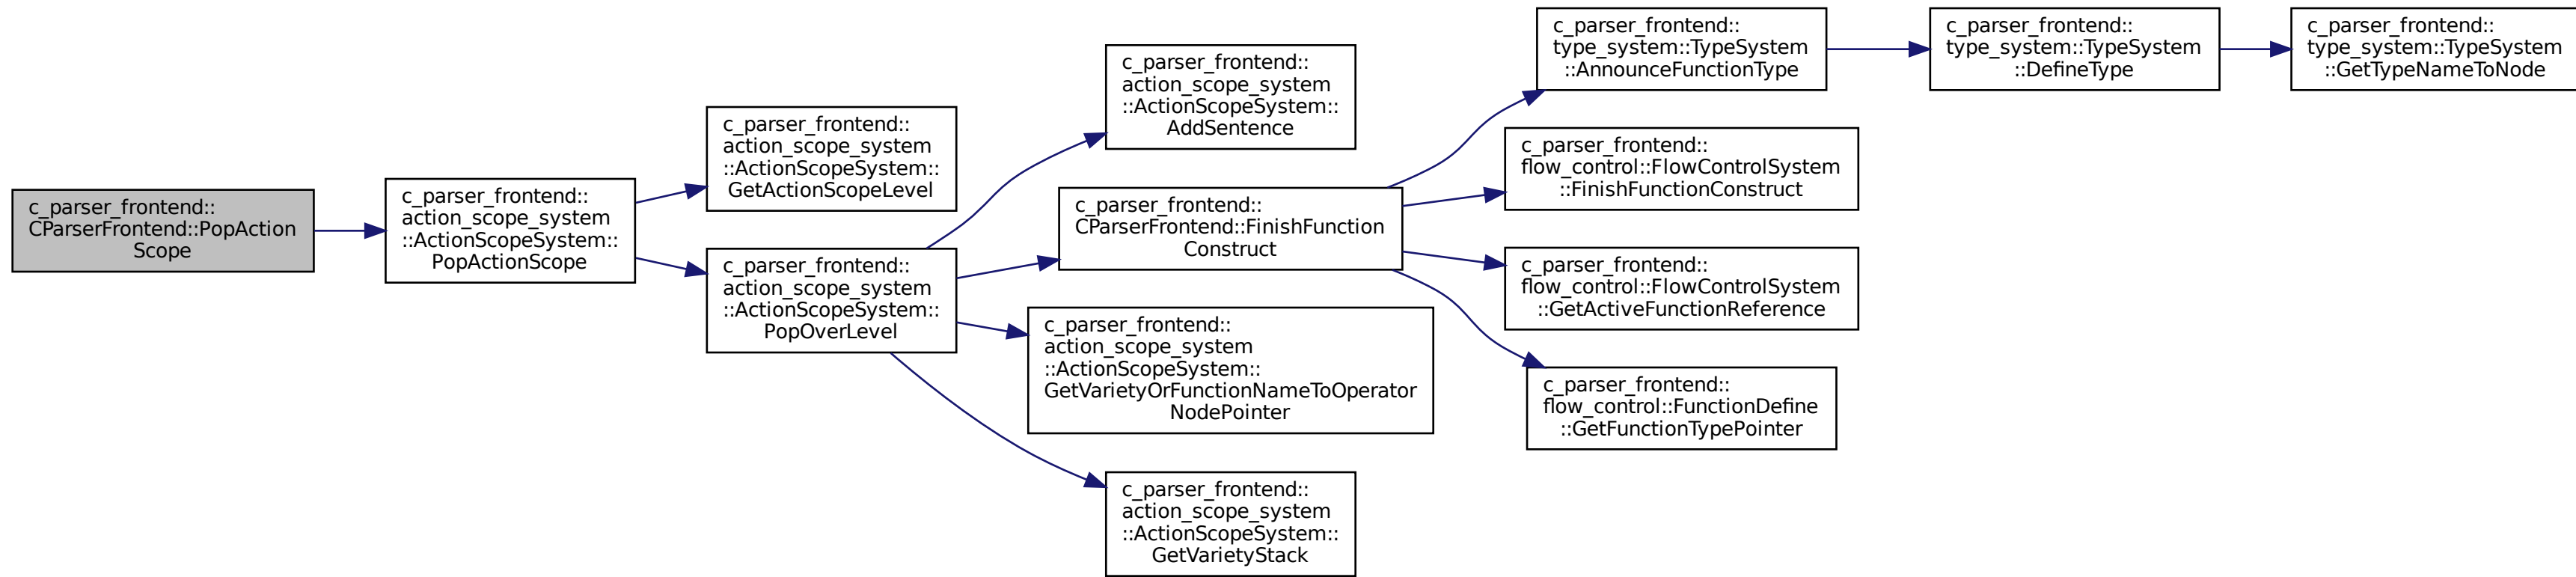 c_parser_frontend::
CParserFrontend::PopAction
Scope
c_parser_frontend::
action_scope_system
::ActionScopeSystem::
PopActionScope
c_parser_frontend::
action_scope_system
::ActionScopeSystem::
GetActionScopeLevel
c_parser_frontend::
action_scope_system
::ActionScopeSystem::
PopOverLevel
c_parser_frontend::
action_scope_system
::ActionScopeSystem::
AddSentence
c_parser_frontend::
CParserFrontend::FinishFunction
Construct
c_parser_frontend::
action_scope_system
::ActionScopeSystem::
GetVarietyOrFunctionNameToOperator
NodePointer
c_parser_frontend::
action_scope_system
::ActionScopeSystem::
GetVarietyStack
c_parser_frontend::
type_system::TypeSystem
::AnnounceFunctionType
c_parser_frontend::
flow_control::FlowControlSystem
::FinishFunctionConstruct
c_parser_frontend::
flow_control::FlowControlSystem
::GetActiveFunctionReference
c_parser_frontend::
flow_control::FunctionDefine
::GetFunctionTypePointer
c_parser_frontend::
type_system::TypeSystem
::DefineType
c_parser_frontend::
type_system::TypeSystem
::GetTypeNameToNode